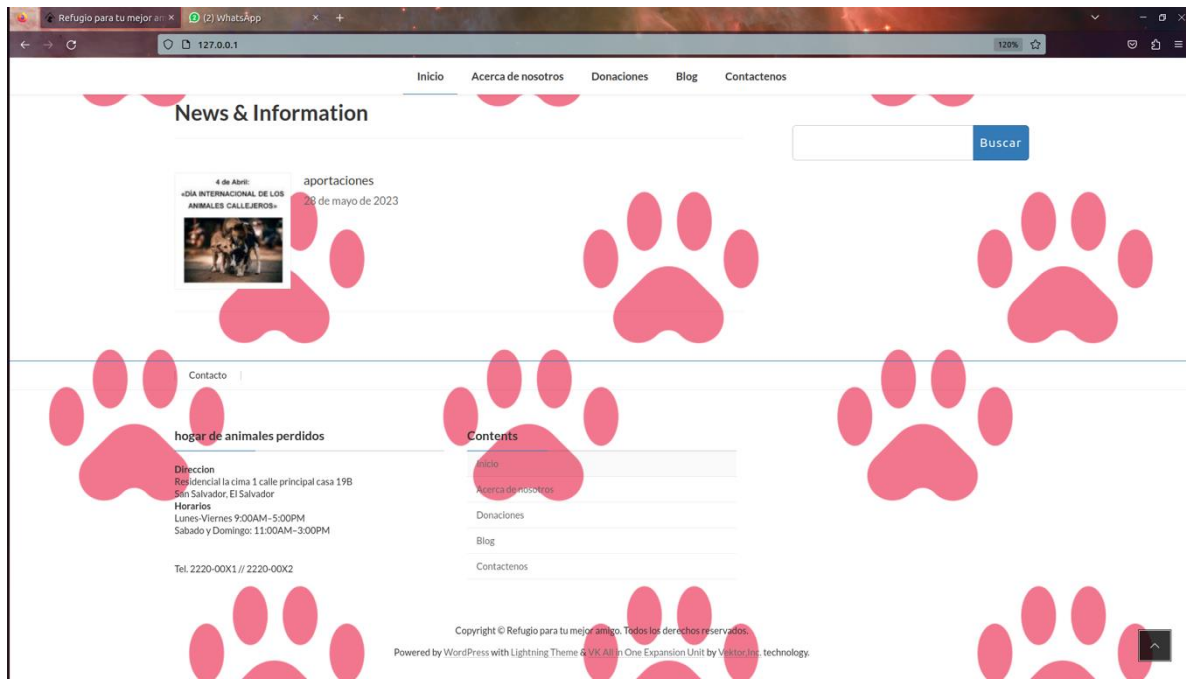 Refugio para tu mejor am
(2) WhatsApp
127.0.0.1
120%
Inicio Acerca de nosotros Donaciones Blog Contactenos
News & Information
Buscar
4 de Abril:
«DÍA INTERNACIONAL DE LOS
ANIMALES CALLEJEROS»
aportaciones
28 de mayo de 2023
Contacto
hogar de animales perdidos
Direccion
Residencial la cima 1 calle principal casa 19B
San Salvador, El Salvador
Horarios
Lunes-Viernes 9:00AM–5:00PM
Sabado y Domingo: 11:00AM–3:00PM
Tel. 2220-00X1 // 2220-00X2
Contents
Inicio
Acerca de nosotros
Donaciones
Blog
Contactenos
Copyright © Refugio para tu mejor amigo. Todos los derechos reservados.
Powered by WordPress with Lightning Theme & VK All in One Expansion Unit by Vektor,Inc. technology.